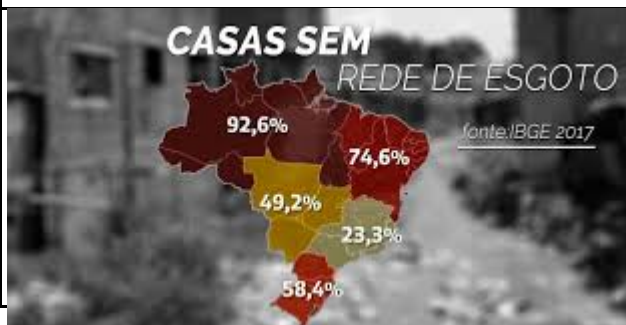 CASAS SEM
REDE DE ESGOTO
fonte:IBGE 2017
92,6%
74,6%
49,2%
23,3%
58,4%